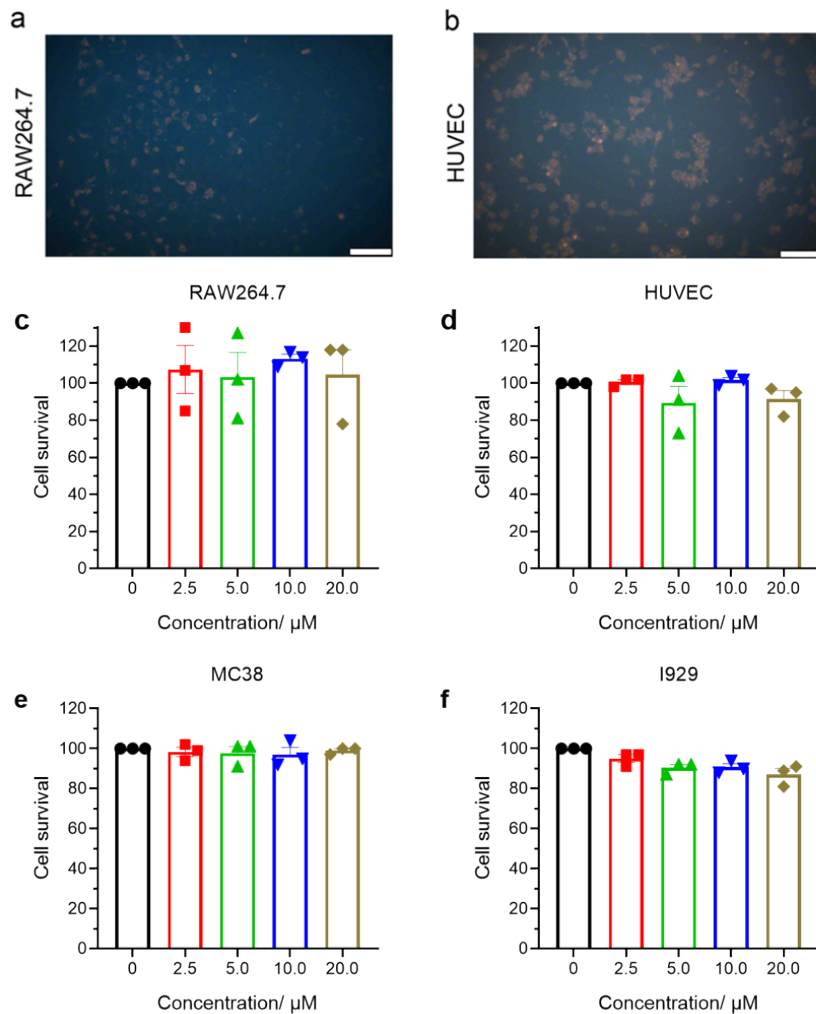 a
RAW264.7
b
HUVEC
RAW264.7
c
Cell survival
120
100
80
60
40
20
0
0 2.5 5.0 10.0 20.0
Concentration/ μM
HUVEC
d
Cell survival
120
100
80
60
40
20
0
0 2.5 5.0 10.0 20.0
Concentration/ μM
MC38
e
Cell survival
120
100
80
60
40
20
0
0 2.5 5.0 10.0 20.0
Concentration/ μM
I929
f
Cell survival
120
100
80
60
40
20
0
0 2.5 5.0 10.0 20.0
Concentration/ μM